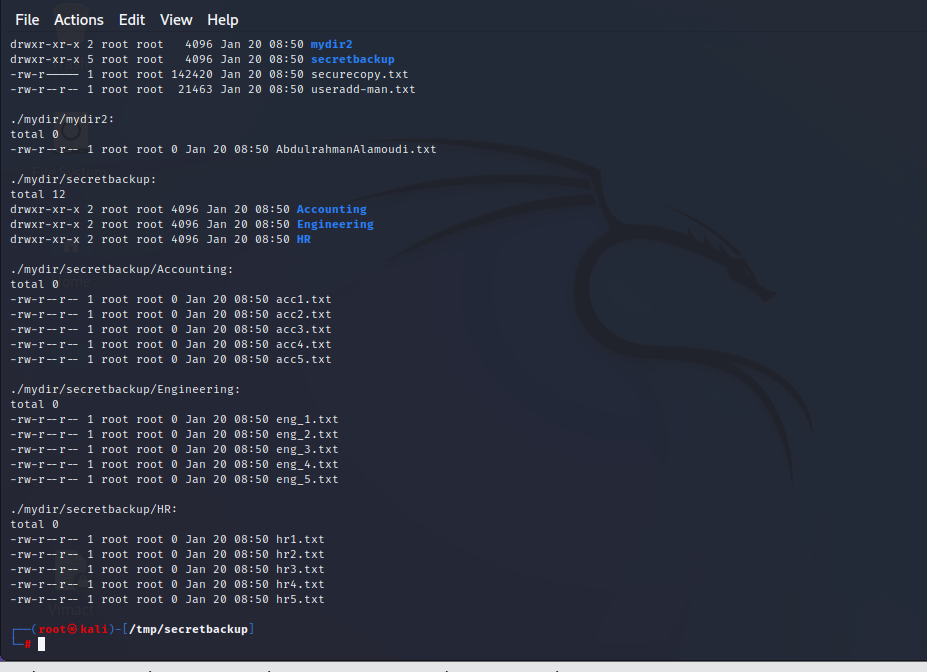 File Actions Edit View Help
drwxr-xr-x 2 root root   4096 Jan 20 08:50 mydir2
drwxr-xr-x 5 root root   4096 Jan 20 08:50 secretbackup
-rw-r----- 1 root root 142420 Jan 20 08:50 securecopy.txt
-rw-r--r-- 1 root root  21463 Jan 20 08:50 useradd-man.txt
./mydir/mydir2:
total 0
-rw-r--r-- 1 root root 0 Jan 20 08:50 AbdulrahmanAlamoudi.txt
./mydir/secretbackup:
total 12
drwxr-xr-x 2 root root 4096 Jan 20 08:50 Accounting
drwxr-xr-x 2 root root 4096 Jan 20 08:50 Engineering
drwxr-xr-x 2 root root 4096 Jan 20 08:50 HR
./mydir/secretbackup/Accounting:
total 0
-rw-r--r-- 1 root root 0 Jan 20 08:50 acc1.txt
-rw-r--r-- 1 root root 0 Jan 20 08:50 acc2.txt
-rw-r--r-- 1 root root 0 Jan 20 08:50 acc3.txt
-rw-r--r-- 1 root root 0 Jan 20 08:50 acc4.txt
-rw-r--r-- 1 root root 0 Jan 20 08:50 acc5.txt
./mydir/secretbackup/Engineering:
total 0
-rw-r--r-- 1 root root 0 Jan 20 08:50 eng_1.txt
-rw-r--r-- 1 root root 0 Jan 20 08:50 eng_2.txt
-rw-r--r-- 1 root root 0 Jan 20 08:50 eng_3.txt
-rw-r--r-- 1 root root 0 Jan 20 08:50 eng_4.txt
-rw-r--r-- 1 root root 0 Jan 20 08:50 eng_5.txt
./mydir/secretbackup/HR:
total 0
-rw-r--r-- 1 root root 0 Jan 20 08:50 hr1.txt
-rw-r--r-- 1 root root 0 Jan 20 08:50 hr2.txt
-rw-r--r-- 1 root root 0 Jan 20 08:50 hr3.txt
-rw-r--r-- 1 root root 0 Jan 20 08:50 hr4.txt
-rw-r--r-- 1 root root 0 Jan 20 08:50 hr5.txt
┌──(root㉿kali)-[/tmp/secretbackup]
└─#